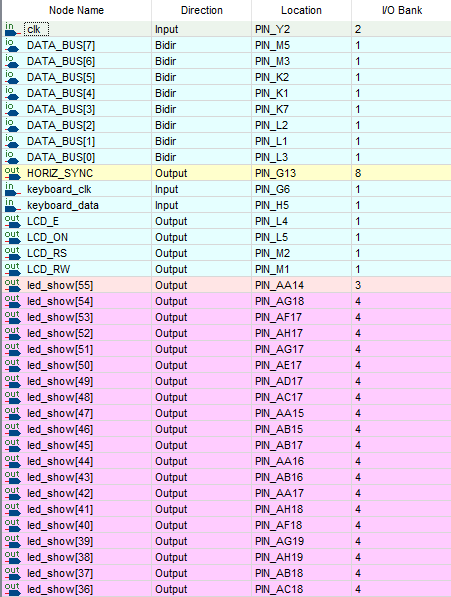 Node Name Direction Location I/O Bank
in clk Input PIN_Y2 2
io DATA_BUS[7] Bidir PIN_M5 1
io DATA_BUS[6] Bidir PIN_M3 1
io DATA_BUS[5] Bidir PIN_K2 1
io DATA_BUS[4] Bidir PIN_K1 1
io DATA_BUS[3] Bidir PIN_K7 1
io DATA_BUS[2] Bidir PIN_L2 1
io DATA_BUS[1] Bidir PIN_L1 1
io DATA_BUS[0] Bidir PIN_L3 1
out HORIZ_SYNC Output PIN_G13 8
in keyboard_clk Input PIN_G6 1
in keyboard_data Input PIN_H5 1
out LCD_E Output PIN_L4 1
out LCD_ON Output PIN_L5 1
out LCD_RS Output PIN_M2 1
out LCD_RW Output PIN_M1 1
out led_show[55] Output PIN_AA14 3
out led_show[54] Output PIN_AG18 4
out led_show[53] Output PIN_AF17 4
out led_show[52] Output PIN_AH17 4
out led_show[51] Output PIN_AG17 4
out led_show[50] Output PIN_AE17 4
out led_show[49] Output PIN_AD17 4
out led_show[48] Output PIN_AC17 4
out led_show[47] Output PIN_AA15 4
out led_show[46] Output PIN_AB15 4
out led_show[45] Output PIN_AB17 4
out led_show[44] Output PIN_AA16 4
out led_show[43] Output PIN_AB16 4
out led_show[42] Output PIN_AA17 4
out led_show[41] Output PIN_AH18 4
out led_show[40] Output PIN_AF18 4
out led_show[39] Output PIN_AG19 4
out led_show[38] Output PIN_AH19 4
out led_show[37] Output PIN_AB18 4
out led_show[36] Output PIN_AC18 4